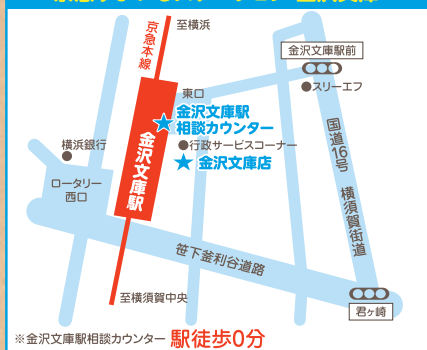 至横浜
京急本線
金沢文庫駅前
●スリーエフ
東口
金沢文庫駅
相談カウンター
●行政サービスコーナー
★ 金沢文庫店
横浜銀行
金沢文庫駅
ロータリー
西口
国道16号 横須賀街道
笹下釜利谷道路
至横須賀中央
君ヶ崎
※金沢文庫駅相談カウンター 駅徒歩0分